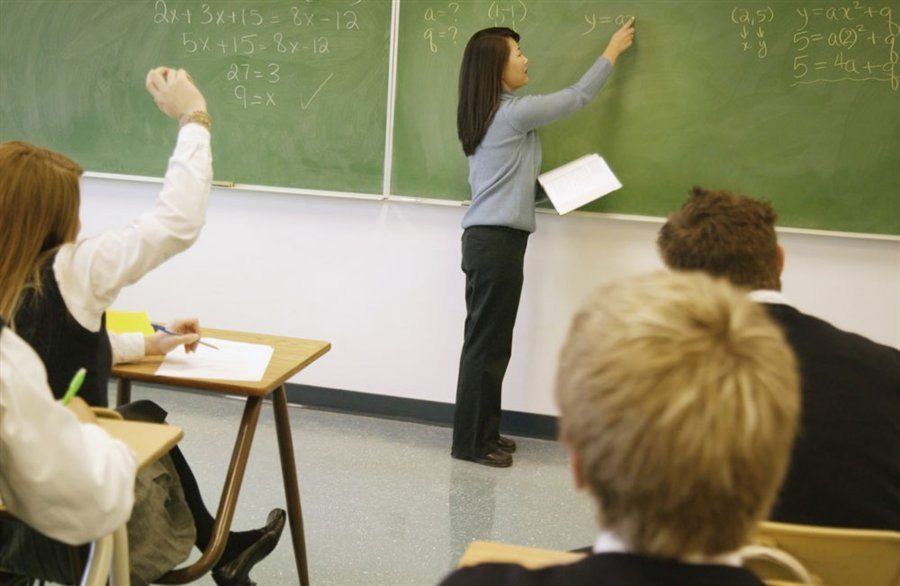 2x+3x+15=8x-12
5x+15=8x-12
27=3
9=x ✓
a=?
q=?
(1,1)
y=a
(2,5)
x y
y=ax²+q
5=a(2)²+q
5=4a+q